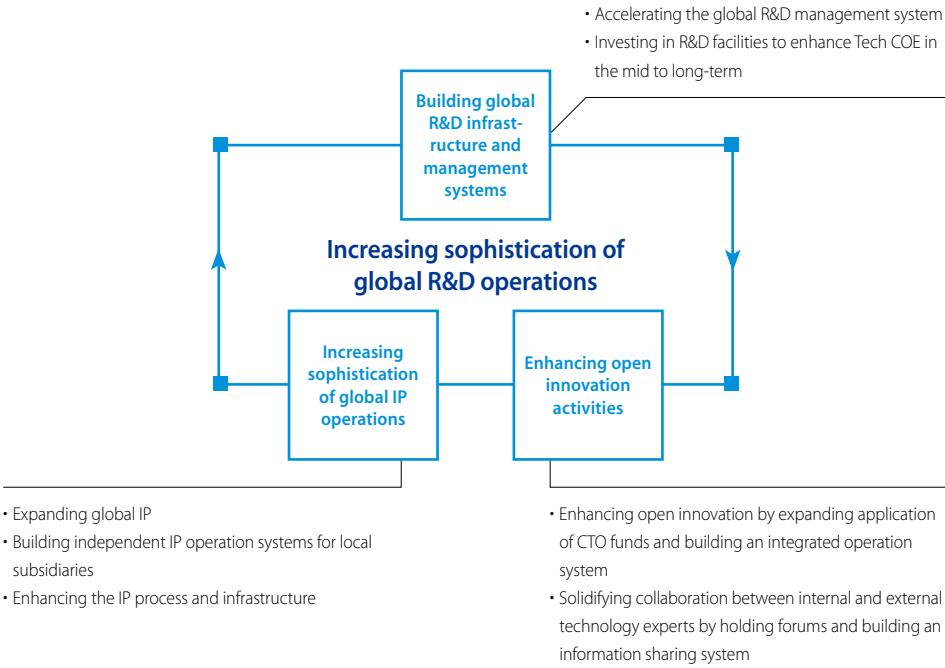 • Accelerating the global R&D management system
• Investing in R&D facilities to enhance Tech COE in
the mid to long-term
Building global
R&D infrast-
ructure and
management
systems
Increasing sophistication of
global R&D operations
Increasing
sophistication
of global IP
operations
Enhancing open
innovation
activities
• Expanding global IP
• Building independent IP operation systems for local
subsidiaries
• Enhancing the IP process and infrastructure
• Enhancing open innovation by expanding application
of CTO funds and building an integrated operation
system
• Solidifying collaboration between internal and external
technology experts by holding forums and building an
information sharing system